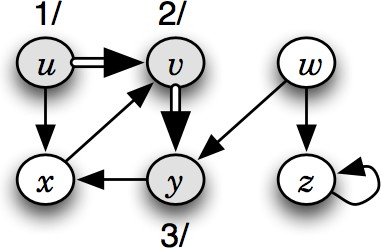 1/ 2/
u v w
x y z
3/